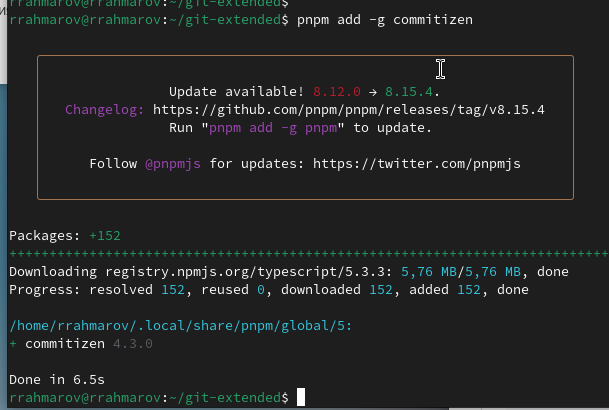 rrahmarov@rrahmarov:~/git-extended$
rrahmarov@rrahmarov:~/git-extended$ pnpm add -g commitizen
Update available! 8.12.0 → 8.15.4.
Changelog: https://github.com/pnpm/pnpm/releases/tag/v8.15.4
Run "pnpm add -g pnpm" to update.
Follow @pnpmjs for updates: https://twitter.com/pnpmjs
Packages: +152
+++++++++++++++++++++++++++++++++++++++++++++++++++++++++++++++++++++++++++
Downloading registry.npmjs.org/typescript/5.3.3: 5,76 MB/5,76 MB, done
Progress: resolved 152, reused 0, downloaded 152, added 152, done
/home/rrahmarov/.local/share/pnpm/global/5:
+ commitizen 4.3.0
Done in 6.5s
rrahmarov@rrahmarov:~/git-extended$